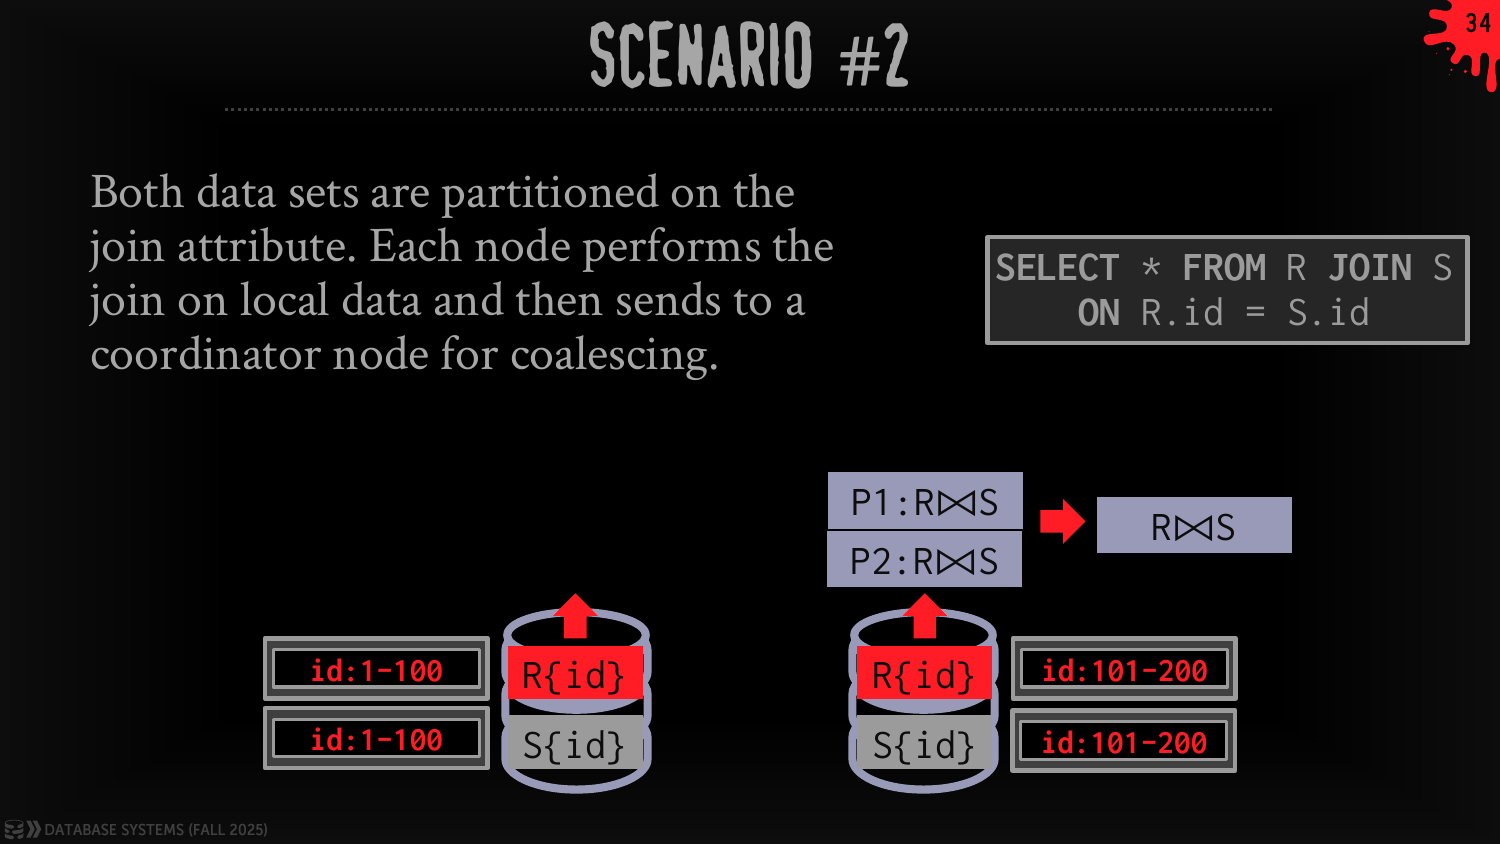 SCENARIO #2
34
Both data sets are partitioned on the
join attribute. Each node performs the
join on local data and then sends to a
coordinator node for coalescing.
SELECT * FROM R JOIN S
ON R.id = S.id
P1:R⋈S
P2:R⋈S
R⋈S
id:1-100
R{id}
R{id}
id:101-200
id:1-100
S{id}
S{id}
id:101-200
DATABASE SYSTEMS (FALL 2025)